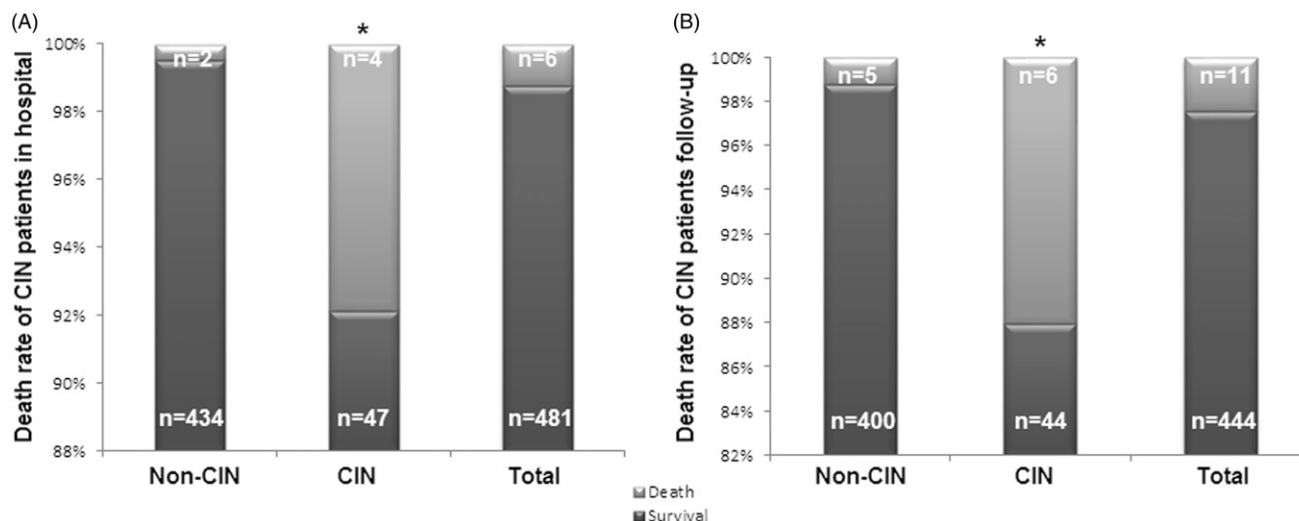 (A)
Death rate of CIN patients in hospital
100%
98%
96%
94%
92%
90%
88%
n=2
*
n=4
n=6
n=434
n=47
n=481
Non-CIN CIN Total
(B)
Death rate of CIN patients follow-up
100%
98%
96%
94%
92%
90%
88%
86%
84%
82%
n=5
*
n=6
n=11
n=400
n=44
n=444
Non-CIN CIN Total
Death
Survival